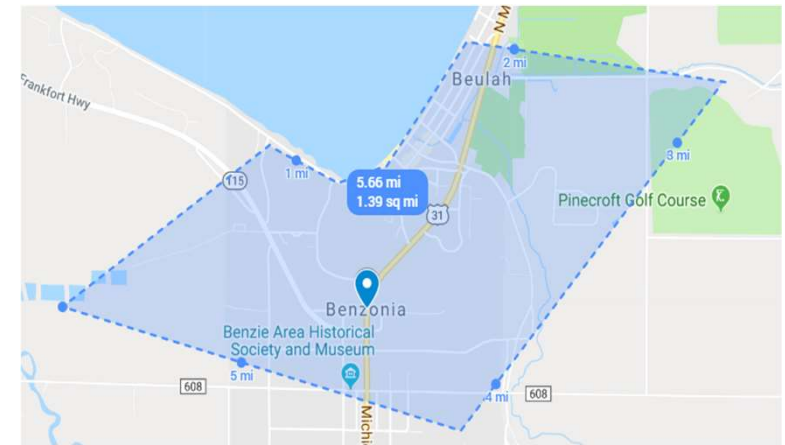 N M
2 mi
Beulah
Frankfort Hwy
3 mi
1 mi
115
5.66 mi
1.39 sq mi
Pinecroft Golf Course
31
Benzonia
Benzie Area Historical
Society and Museum
5 mi
608
4 mi
608
Michi